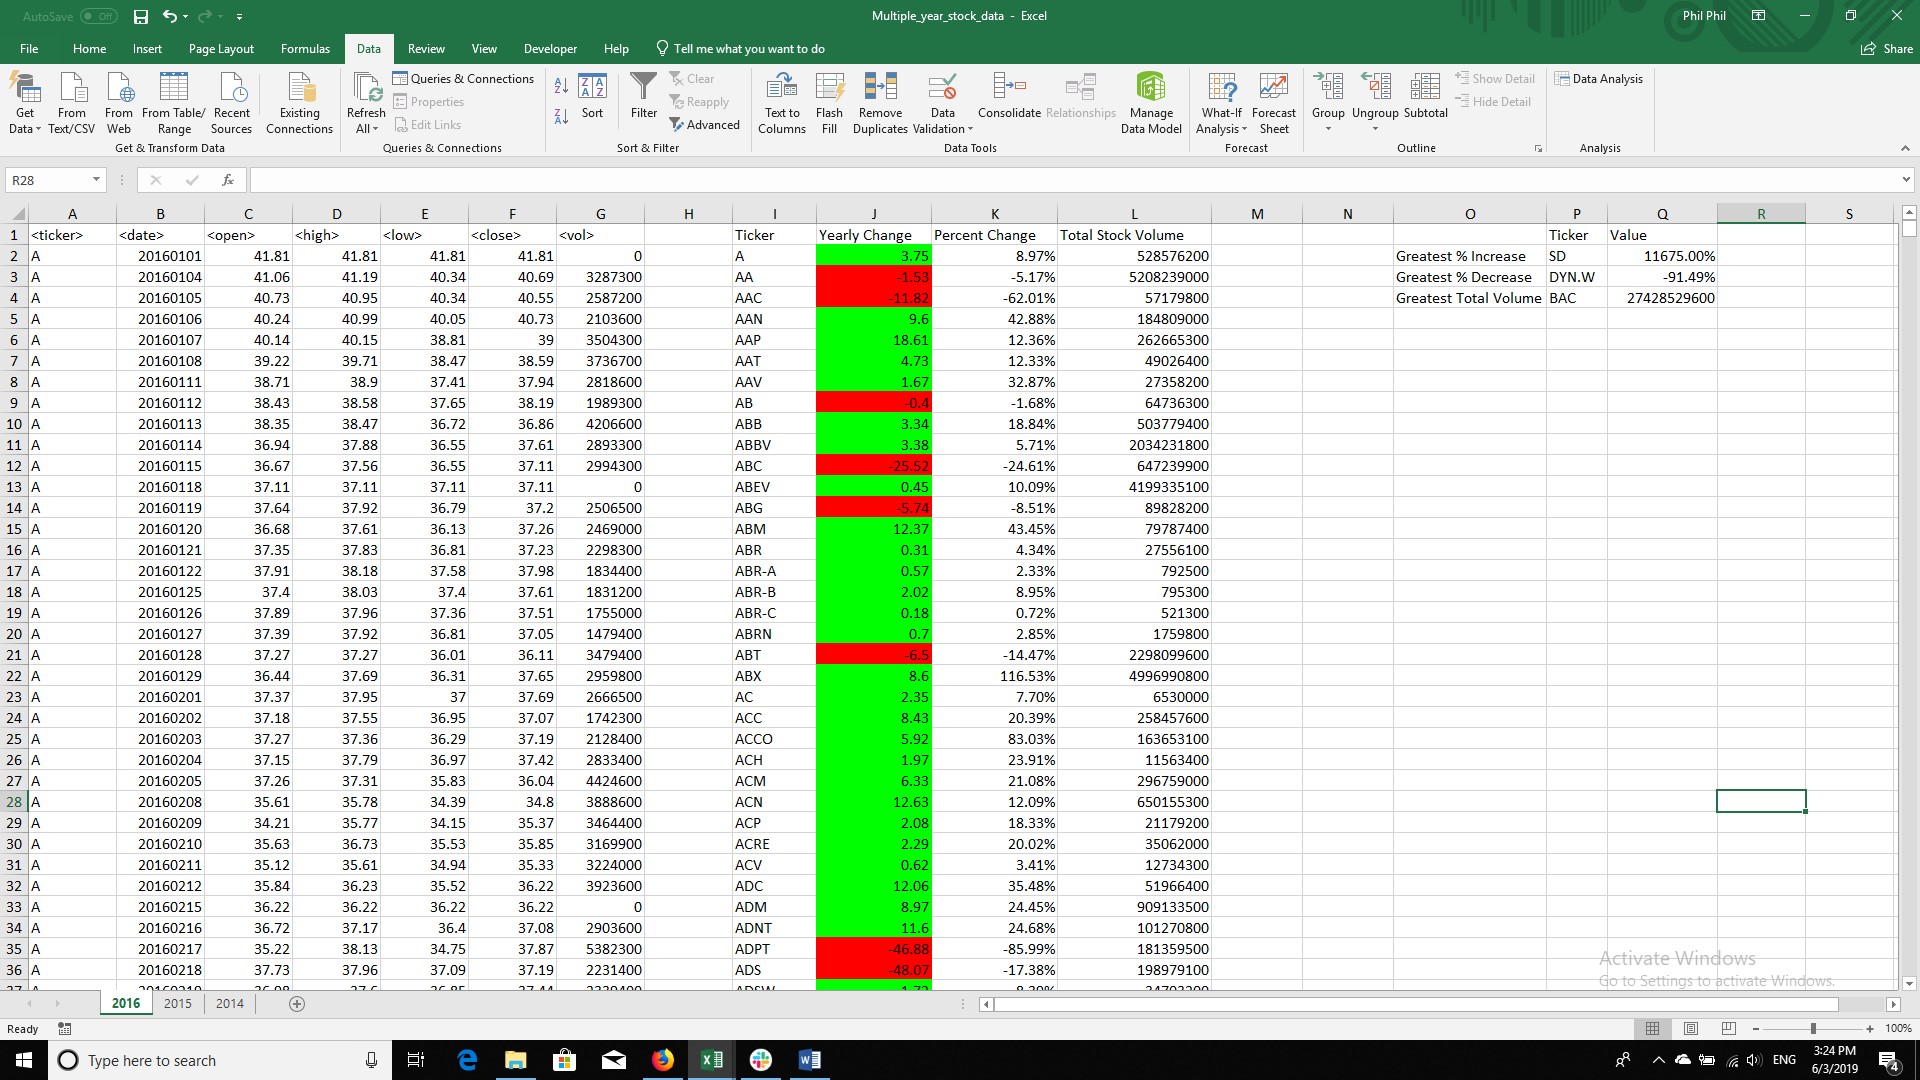 AutoSave Off Multiple_year_stock_data - Excel Phil Phil
File Home Insert Page Layout Formulas Data Review View Developer Help Tell me what you want to do Share
Get Data From Text/CSV From Web From Table/ Range Recent Sources Existing Connections
Get & Transform Data
Refresh All Queries & Connections Properties Edit Links
Queries & Connections
Sort Filter Clear Reapply Advanced
Sort & Filter
Text to Columns Flash Fill Remove Duplicates Data Validation Consolidate Relationships Manage Data Model
Data Tools
What-If Analysis Forecast Sheet
Forecast
Group Ungroup Subtotal Show Detail Hide Detail
Outline
Data Analysis
Analysis
R28 fx
A B C D E F G H I J K L M N O P Q R S
1 <ticker> <date> <open> <high> <low> <close> <vol> Ticker Yearly Change Percent Change Total Stock Volume Ticker Value
2 A 20160101 41.81 41.81 41.81 41.81 0 A 3.75 8.97% 528576200 Greatest % Increase SD 11675.00%
3 A 20160104 41.06 41.19 40.34 40.69 3287300 AA -1.53 -5.17% 5208239000 Greatest % Decrease DYN.W -91.49%
4 A 20160105 40.73 40.95 40.34 40.55 2587200 AAC -11.82 -62.01% 57179800 Greatest Total Volume BAC 27428529600
5 A 20160106 40.24 40.99 40.05 40.73 2103600 AAN 9.6 42.88% 184809000
6 A 20160107 40.14 40.15 38.81 39 3504300 AAP 18.61 12.36% 262665300
7 A 20160108 39.22 39.71 38.47 38.59 3736700 AAT 4.73 12.33% 49026400
8 A 20160111 38.71 38.9 37.41 37.94 2818600 AAV 1.67 32.87% 27358200
9 A 20160112 38.43 38.58 37.65 38.19 1989300 AB -0.4 -1.68% 64736300
10 A 20160113 38.35 38.47 36.72 36.86 4206600 ABB 3.34 18.84% 503779400
11 A 20160114 36.94 37.88 36.55 37.61 2893300 ABBV 3.38 5.71% 2034231800
12 A 20160115 36.67 37.56 36.55 37.11 2994300 ABC -25.52 -24.61% 647239900
13 A 20160118 37.11 37.11 37.11 37.11 0 ABEV 0.45 10.09% 4199335100
14 A 20160119 37.64 37.92 36.79 37.2 2506500 ABG -5.74 -8.51% 89828200
15 A 20160120 36.68 37.61 36.13 37.26 2469000 ABM 12.37 43.45% 79787400
16 A 20160121 37.35 37.83 36.81 37.23 2298300 ABR 0.31 4.34% 27556100
17 A 20160122 37.91 38.18 37.58 37.98 1834400 ABR-A 0.57 2.33% 792500
18 A 20160125 37.4 38.03 37.4 37.61 1831200 ABR-B 2.02 8.95% 795300
19 A 20160126 37.89 37.96 37.36 37.51 1755000 ABR-C 0.18 0.72% 521300
20 A 20160127 37.39 37.92 36.81 37.05 1479400 ABRN 0.7 2.85% 1759800
21 A 20160128 37.27 37.27 36.01 36.11 3479400 ABT -6.5 -14.47% 2298099600
22 A 20160129 36.44 37.69 36.31 37.65 2959800 ABX 8.6 116.53% 4996990800
23 A 20160201 37.37 37.95 37 37.69 2666500 AC 2.35 7.70% 6530000
24 A 20160202 37.18 37.55 36.95 37.07 1742300 ACC 8.43 20.39% 258457600
25 A 20160203 37.27 37.36 36.29 37.19 2128400 ACCO 5.92 83.03% 163653100
26 A 20160204 37.15 37.79 36.97 37.42 2833400 ACH 1.97 23.91% 11563400
27 A 20160205 37.26 37.31 35.83 36.04 4424600 ACM 6.33 21.08% 296759000
28 A 20160208 35.61 35.78 34.39 34.8 3888600 ACN 12.63 12.09% 650155300
29 A 20160209 34.21 35.77 34.15 35.37 3464400 ACP 2.08 18.33% 21179200
30 A 20160210 35.63 36.73 35.53 35.85 3169900 ACRE 2.29 20.02% 35062000
31 A 20160211 35.12 35.61 34.94 35.33 3224000 ACV 0.62 3.41% 12734300
32 A 20160212 35.84 36.23 35.52 36.22 3923600 ADC 12.06 35.48% 51966400
33 A 20160215 36.22 36.22 36.22 36.22 0 ADM 8.97 24.45% 909133500
34 A 20160216 36.72 37.17 36.4 37.08 2903600 ADNT 11.6 24.68% 101270800
35 A 20160217 35.22 38.13 34.75 37.87 5382300 ADPT -46.88 -85.99% 181359500
36 A 20160218 37.73 37.96 37.09 37.19 2231400 ADS -48.07 -17.38% 198979100
Activate Windows
Go to Settings to activate Windows.
2016 2015 2014
Ready 100%
Type here to search ENG 3:24 PM
6/3/2019 4